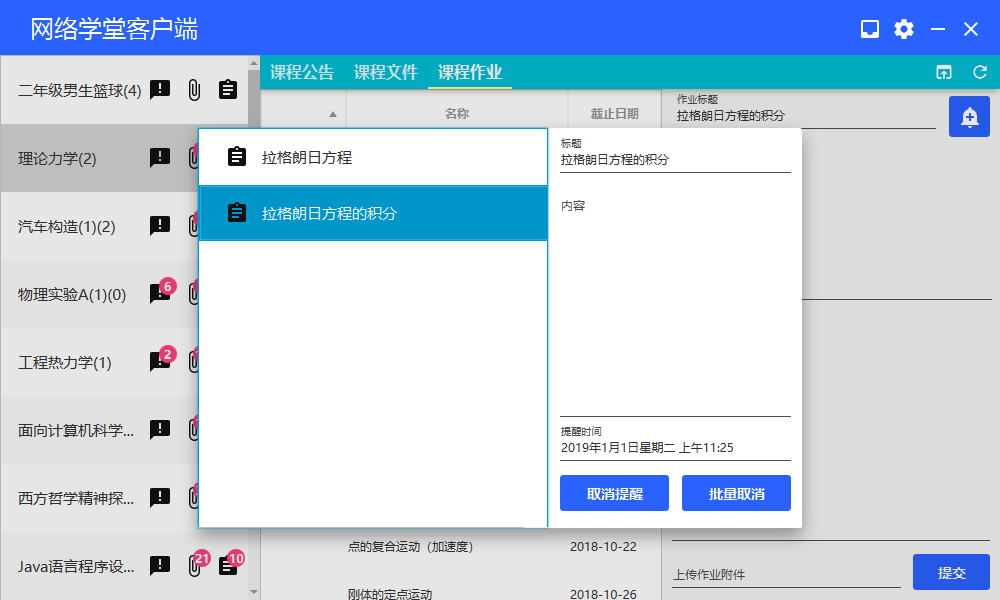 网络学堂客户端
二年级男生篮球(4)
理论力学(2)
汽车构造(1)(2)
物理实验A(1)(0)
6
工程热力学(1)
2
面向计算机科学...
西方哲学精神探...
Java语言程序设...
21
10
课程公告
课程文件
课程作业
名称
截止日期
作业标题
拉格朗日方程的积分
拉格朗日方程
拉格朗日方程的积分
标题
拉格朗日方程的积分
内容
提醒时间
2019年1月1日星期二 上午11:25
取消提醒
批量取消
点的复合运动（加速度）
2018-10-22
刚体的定点运动
2018-10-26
上传作业附件
提交